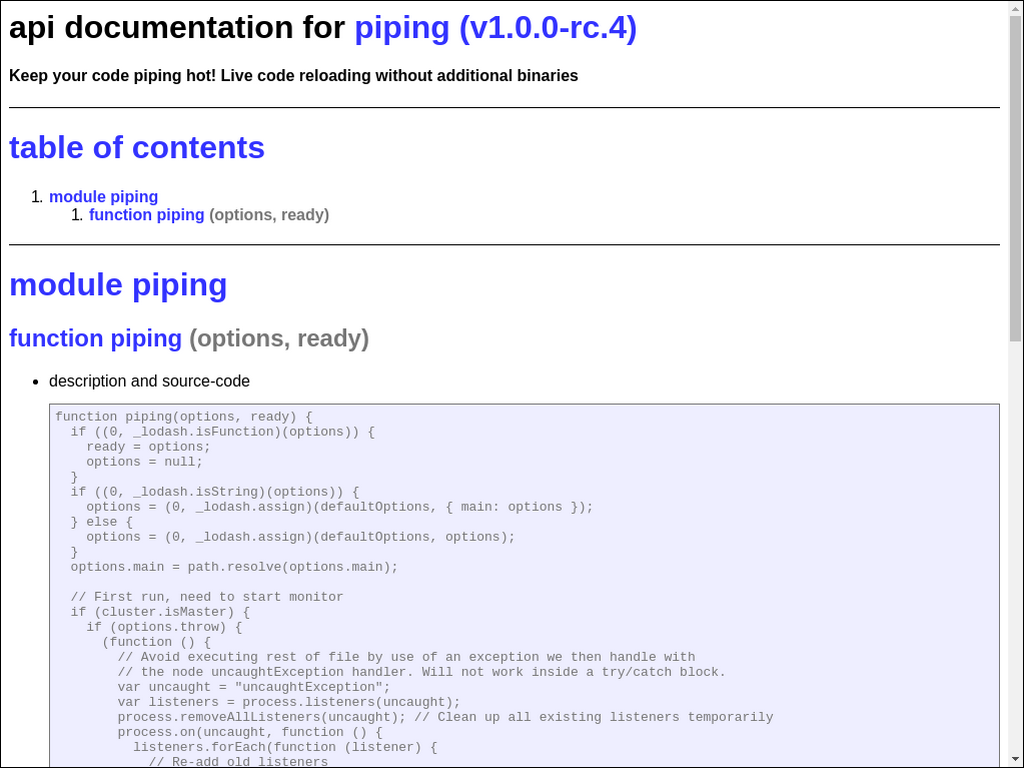 api documentation for piping (v1.0.0-rc.4)
Keep your code piping hot! Live code reloading without additional binaries
table of contents
1. module piping
1. function piping (options, ready)
module piping
function piping (options, ready)
• description and source-code
function piping(options, ready) {
  if ((0, _lodash.isFunction)(options)) {
    ready = options;
    options = null;
  }
  if ((0, _lodash.isString)(options)) {
    options = (0, _lodash.assign)(defaultOptions, { main: options });
  } else {
    options = (0, _lodash.assign)(defaultOptions, options);
  }
  options.main = path.resolve(options.main);

  // First run, need to start monitor
  if (cluster.isMaster) {
    if (options.throw) {
      (function () {
        // Avoid executing rest of file by use of an exception we then handle with
        // the node uncaughtException handler. Will not work inside a try/catch block.
        var uncaught = "uncaughtException";
        var listeners = process.listeners(uncaught);
        process.removeAllListeners(uncaught); // Clean up all existing listeners temporarily
        process.on(uncaught, function () {
          listeners.forEach(function (listener) {
            // Re-add old listeners